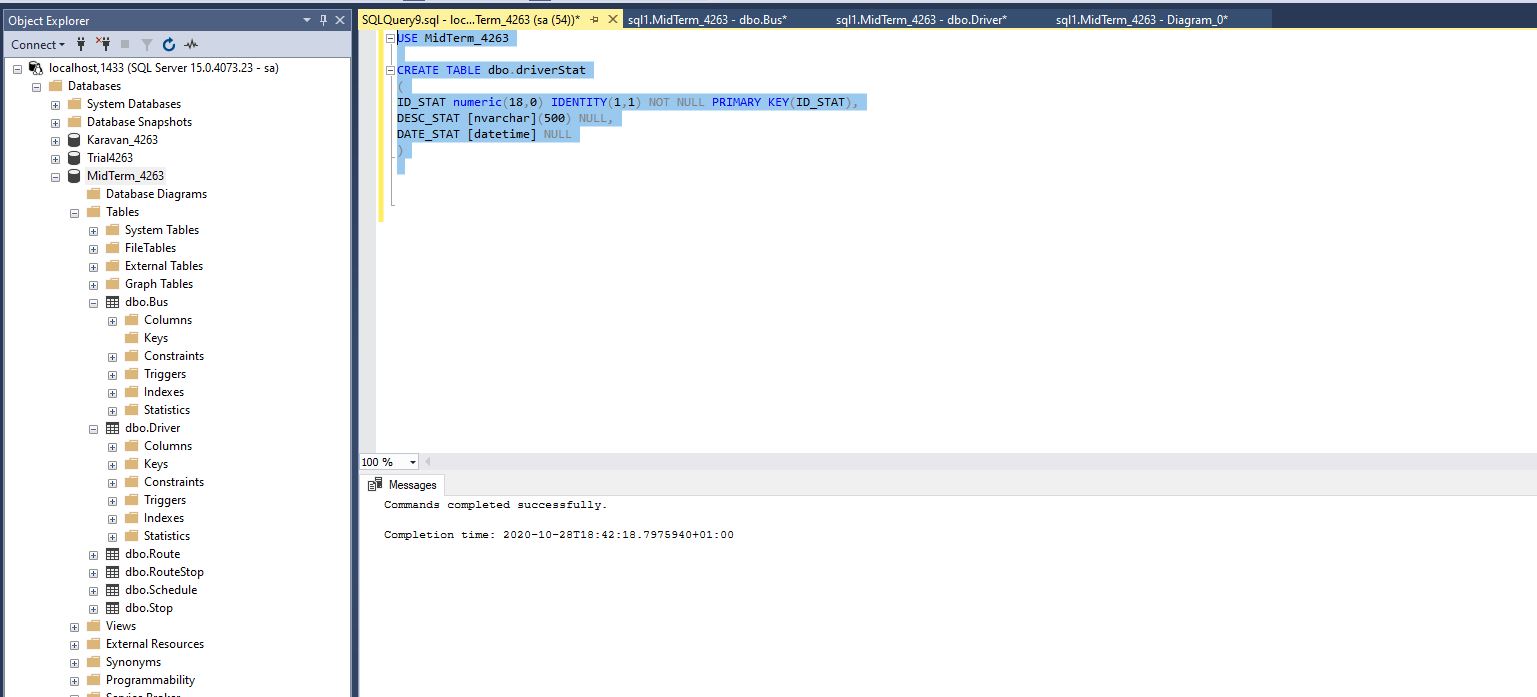 Object Explorer
Connect
localhost,1433 (SQL Server 15.0.4073.23 - sa)
Databases
System Databases
Database Snapshots
Karavan_4263
Trial4263
MidTerm_4263
Database Diagrams
Tables
System Tables
FileTables
External Tables
Graph Tables
dbo.Bus
Columns
Keys
Constraints
Triggers
Indexes
Statistics
dbo.Driver
Columns
Keys
Constraints
Triggers
Indexes
Statistics
dbo.Route
dbo.RouteStop
dbo.Schedule
dbo.Stop
Views
External Resources
Synonyms
Programmability
Service Broker
SQLQuery9.sql - loc...Term_4263 (sa (54))*
sql1.MidTerm_4263 - dbo.Bus*
sql1.MidTerm_4263 - dbo.Driver*
sql1.MidTerm_4263 - Diagram_0*
USE MidTerm_4263
CREATE TABLE dbo.driverStat
(
ID_STAT numeric(18,0) IDENTITY(1,1) NOT NULL PRIMARY KEY(ID_STAT),
DESC_STAT [nvarchar](500) NULL,
DATE_STAT [datetime] NULL
)
100 %
Messages
Commands completed successfully.
Completion time: 2020-10-28T18:42:18.7975940+01:00